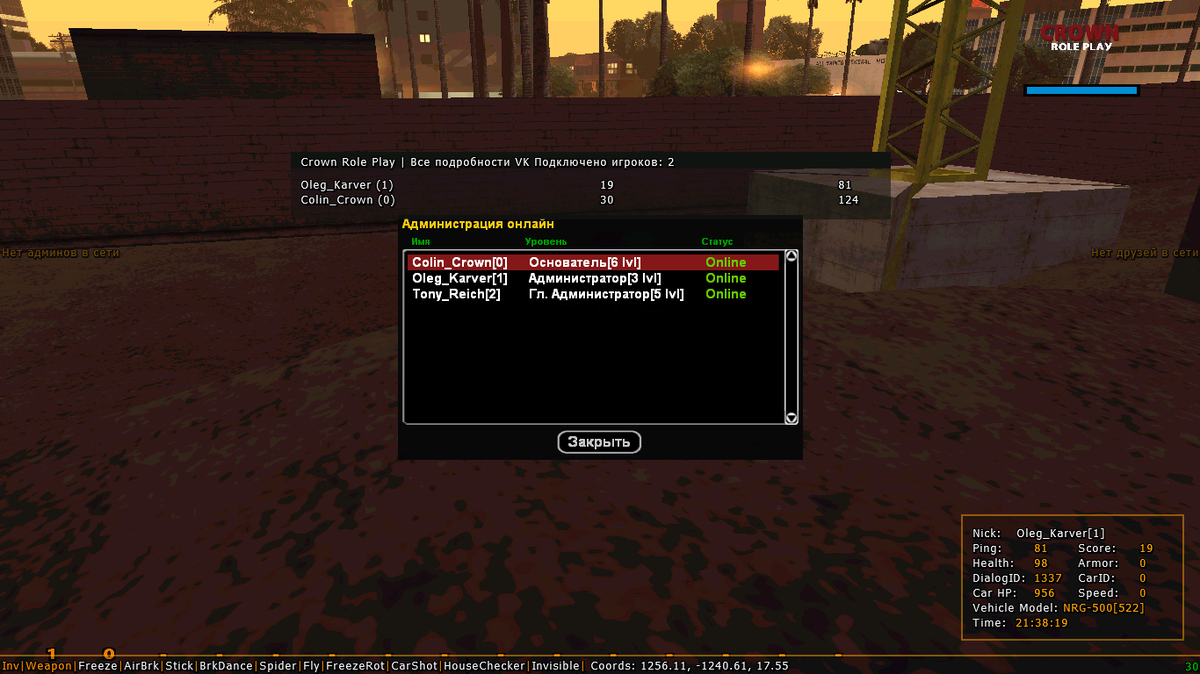 CROWN
ROLE PLAY
Crown Role Play | Все подробности VK Подключено игроков: 2
Oleg_Karver (1) 19 81
Colin_Crown (0) 30 124
Администрация онлайн
Имя Уровень Статус
Нет админов в сети
Нет друзей в сети
Colin_Crown[0] Основатель[6 lvl] Online
Oleg_Karver[1] Администратор[3 lvl] Online
Tony_Reich[2] Гл. Администратор[5 lvl] Online
Закрыть
Nick: Oleg_Karver[1]
Ping: 81 Score: 19
Health: 98 Armor: 0
DialogID: 1337 CarID: 0
Car HP: 956 Speed: 0
Vehicle Model: NRG-500[522]
Time: 21:38:19
1 0
Inv|Weapon|Freeze|AirBrk|Stick|BrkDance|Spider|Fly|FreezeRot|CarShot|HouseChecker|Invisible| Coords: 1256.11, -1240.61, 17.55
30